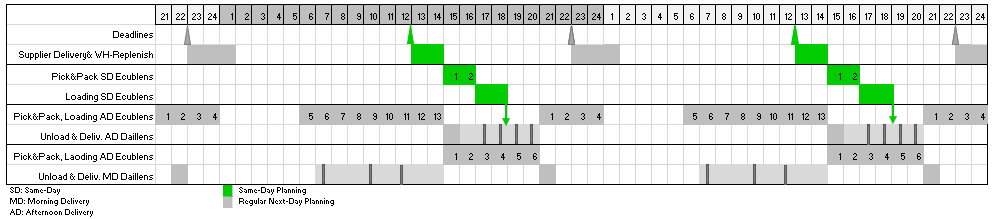 21 22 23 24 1 2 3 4 5 6 7 8 9 10 11 12 13 14 15 16 17 18 19 20 21 22 23 24 1 2 3 4 5 6 7 8 9 10 11 12 13 14 15 16 17 18 19 20 21 22 23 24
Deadlines
Supplier Delivery& WH-Replenish
Pick&Pack SD Ecublens 1 2 1 2
Loading SD Ecublens
Pick&Pack, Loading AD Ecublens 1 2 3 4 5 6 7 8 9 10 11 12 13 1 2 3 4 5 6 7 8 9 10 11 12 13 1 2 3 4
Unload & Deliv. AD Daillens
Pick&Pack, Laoding AD Ecublens 1 2 3 4 5 6 1 2 3 4 5 6
Unload & Deliv. MD Daillens
SD: Same-Day Same-Day Planning
MD: Morning Delivery Regular Next-Day Planning
AD: Afternoon Delivery